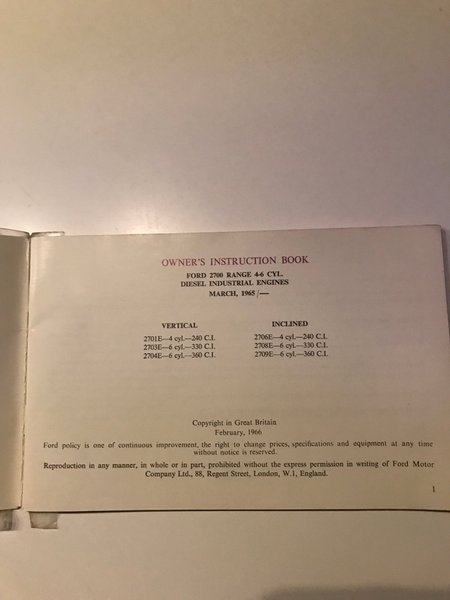 OWNER'S INSTRUCTION BOOK
FORD 2700 RANGE 4-6 CYL.
DIESEL INDUSTRIAL ENGINES
MARCH, 1965/—
VERTICAL
2701E—4 cyl.—240 C.I.
2703E—6 cyl.—330 C.I.
2704E—6 cyl.—360 C.I.
INCLINED
2706E—4 cyl.—240 C.I.
2708E—6 cyl.—330 C.I.
2709E—6 cyl.—360 C.I.
Copyright in Great Britain
February, 1966
Ford policy is one of continuous improvement, the right to change prices, specifications and equipment at any time
without notice is reserved.
Reproduction in any manner, in whole or in part, prohibited without the express permission in writing of Ford Motor
Company Ltd., 88, Regent Street, London, W.1, England.
1